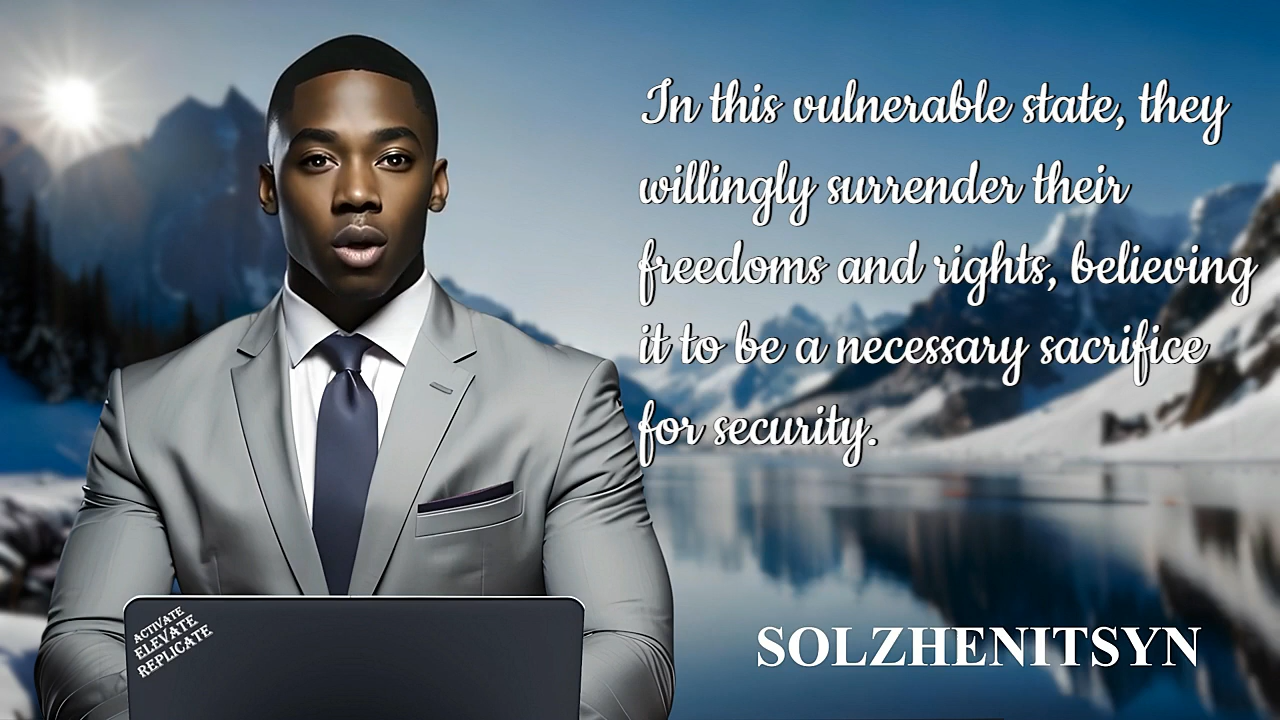 In this vulnerable state, they
willingly surrender their
freedoms and rights, believing
it to be a necessary sacrifice
for security.
ACTIVATE
ELEVATE
REPLICATE
SOLZHENITSYN